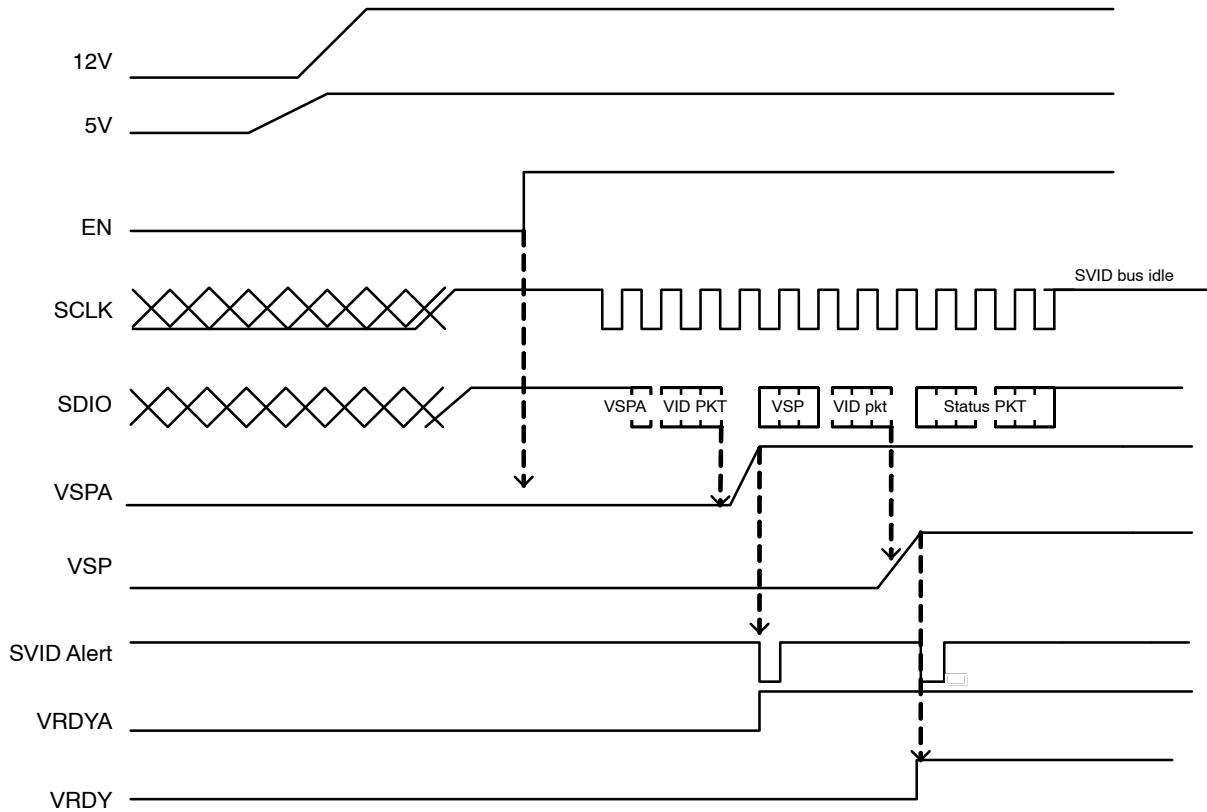 12V
5V
EN
SVID bus idle
SCLK
SDIO
VSPA VID PKT VSP VID pkt Status PKT
VSPA
VSP
SVID Alert
VRDYA
VRDY